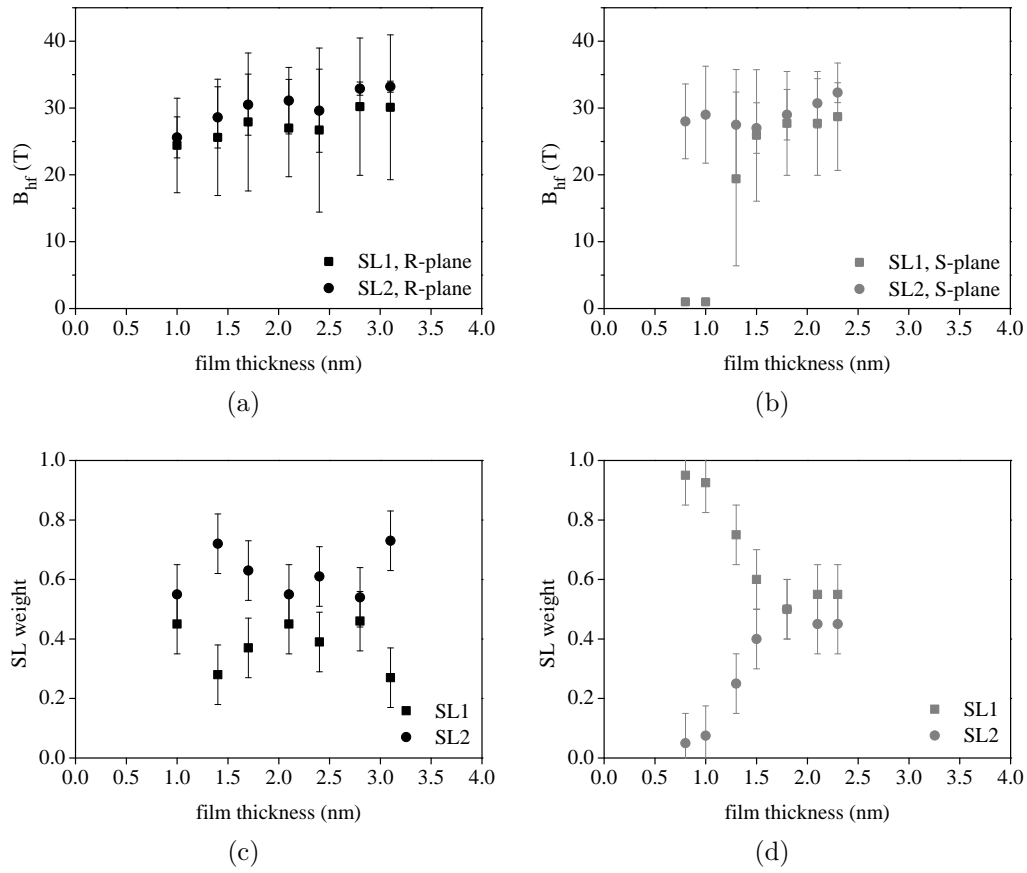 40
30
20
10
0
B_hf (T)
SL1, R-plane
SL2, R-plane
0.0 0.5 1.0 1.5 2.0 2.5 3.0 3.5 4.0
film thickness (nm)
(a)
40
30
20
10
0
B_hf (T)
SL1, S-plane
SL2, S-plane
0.0 0.5 1.0 1.5 2.0 2.5 3.0 3.5 4.0
film thickness (nm)
(b)
1.0
0.8
0.6
0.4
0.2
0.0
SL weight
SL1
SL2
0.0 0.5 1.0 1.5 2.0 2.5 3.0 3.5 4.0
film thickness (nm)
(c)
1.0
0.8
0.6
0.4
0.2
0.0
SL weight
SL1
SL2
0.0 0.5 1.0 1.5 2.0 2.5 3.0 3.5 4.0
film thickness (nm)
(d)